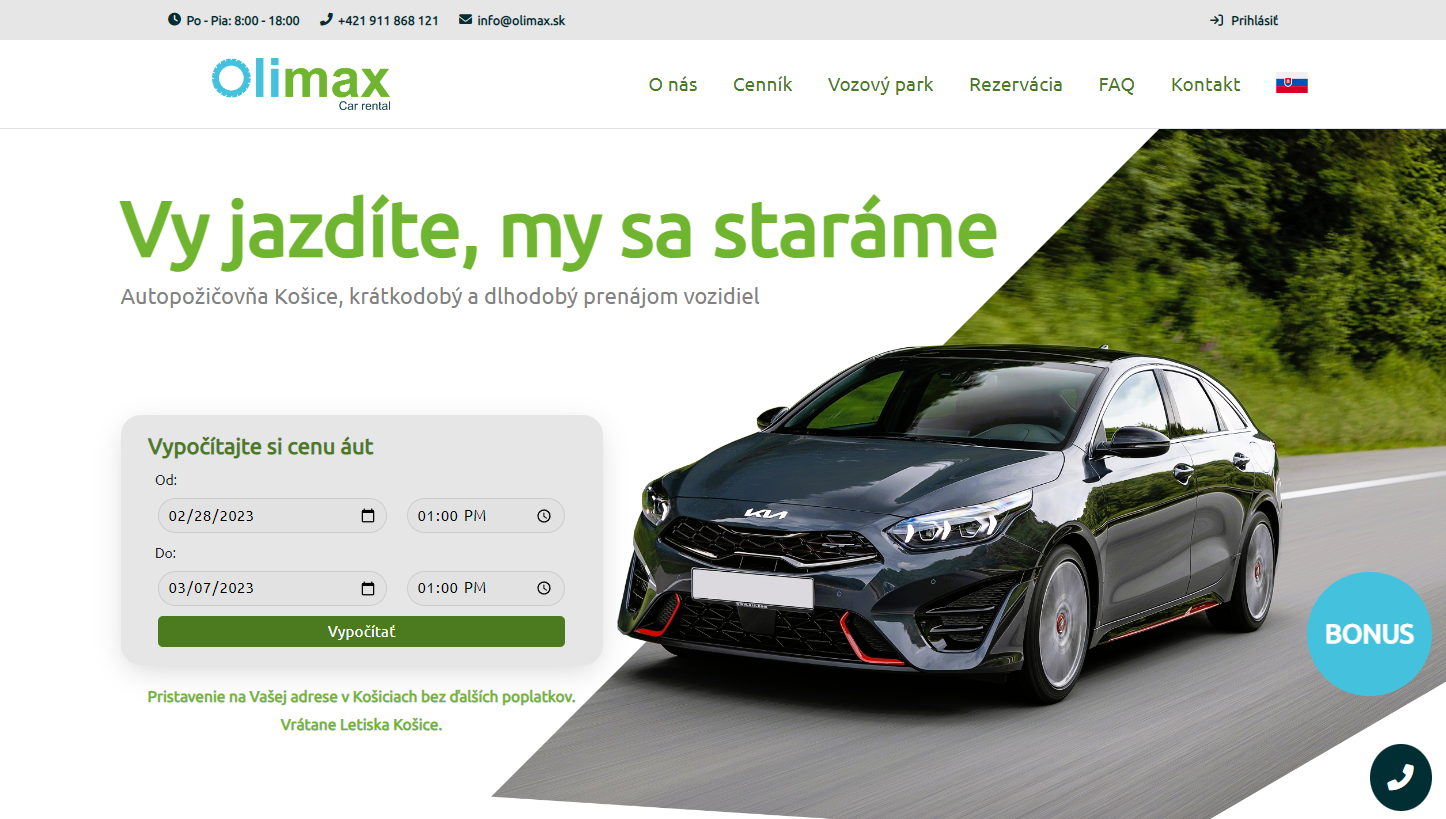 Po - Pia: 8:00 - 18:00 +421 911 868 121 info@olimax.sk Prihlásiť
Olimax
Car rental
O nás Cenník Vozový park Rezervácia FAQ Kontakt
Vy jazdíte, my sa staráme
Autopožičovňa Košice, krátkodobý a dlhodobý prenájom vozidiel
Vypočítajte si cenu áut
Od:
02/28/2023 01:00 PM
Do:
03/07/2023 01:00 PM
Vypočítať
Pristavenie na Vašej adrese v Košiciach bez ďalších poplatkov.
Vrátane Letiska Košice.
KIA
BONUS